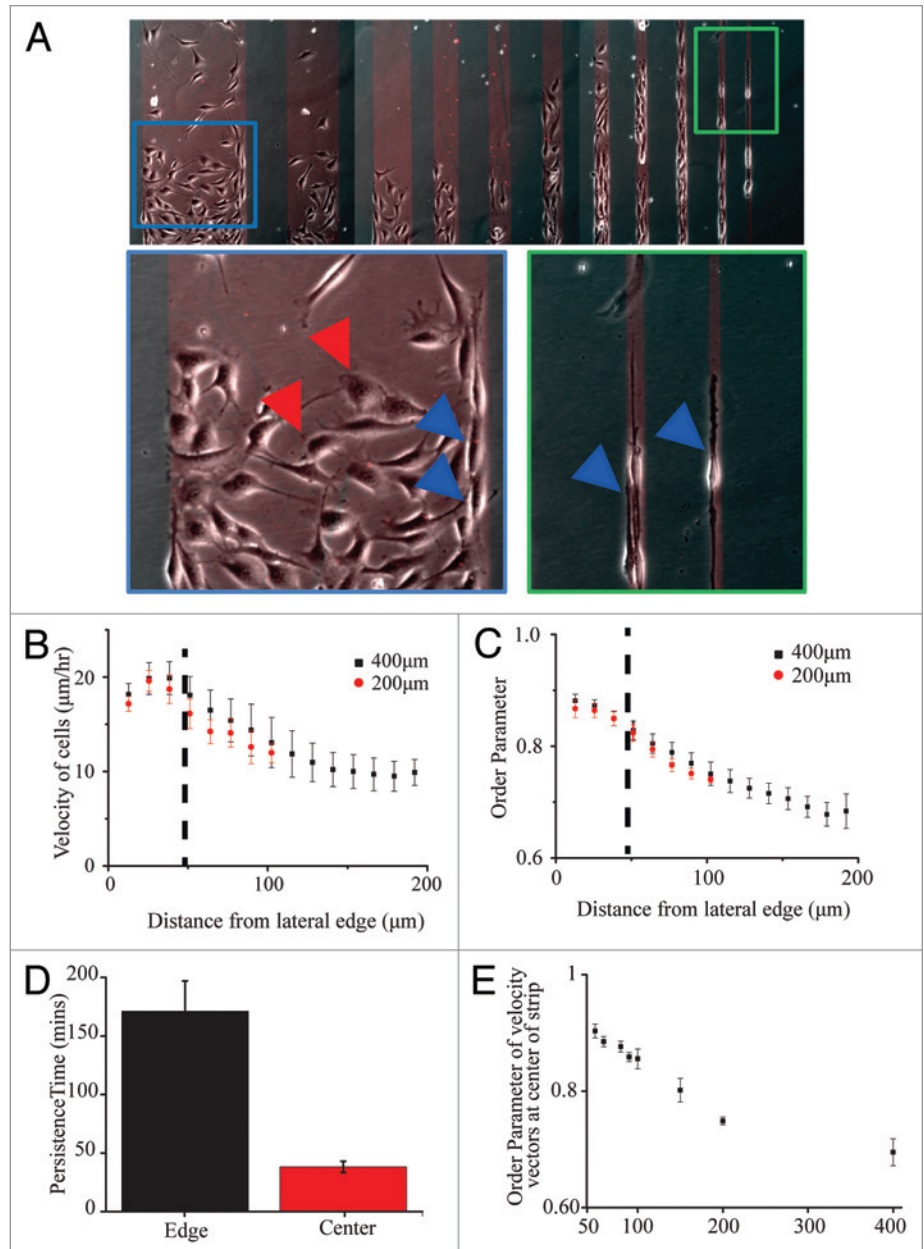 A
B
Velocity of cells (μm/hr)
20
10
0
400μm
200μm
0
100
200
Distance from lateral edge (μm)
C
Order Parameter
1.0
0.8
0.6
400μm
200μm
0
100
200
Distance from lateral edge (μm)
D
PersistenceTime (mins)
200
150
100
50
0
Edge
Center
E
Order Parameter of velocity
vectors at center of strip
1
0.8
0.60
50
100
200
300
400